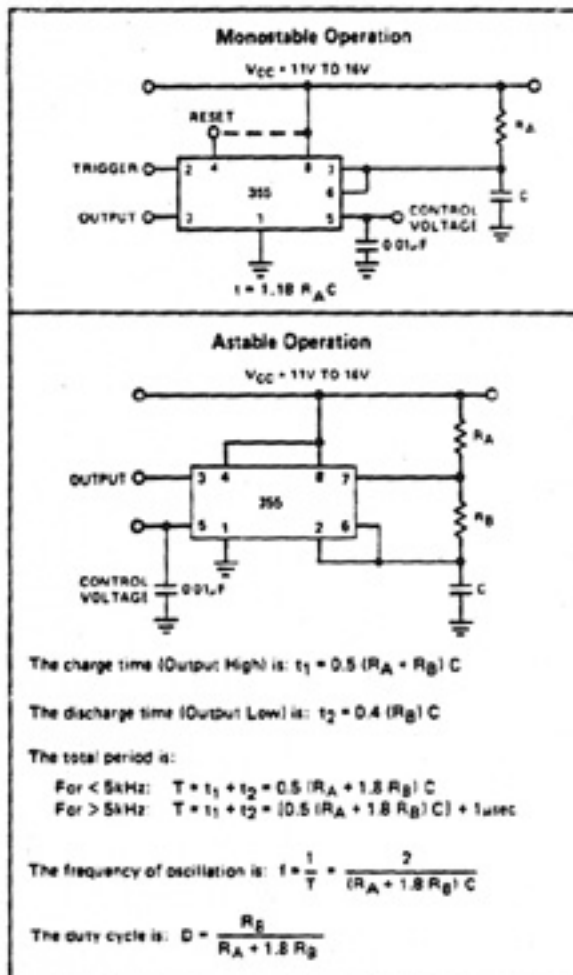 Monostable Operation
VCC = 11V TO 16V
RESET
RA
4
8
TRIGGER
2
7
355
6
C
OUTPUT
3
1
5
CONTROL
VOLTAGE
0.01μF
t = 1.18 RAC
Astable Operation
VCC = 11V TO 16V
RA
OUTPUT
3
4
8
7
355
RB
5
1
2
6
CONTROL
VOLTAGE
0.01μF
C
The charge time (Output High) is: t1 = 0.5 (RA + RB) C
The discharge time (Output Low) is: t2 = 0.4 (RB) C
The total period is:
For < 5kHz: T = t1 + t2 = 0.5 (RA + 1.8 RB) C
For > 5kHz: T = t1 + t2 = [0.5 (RA + 1.8 RB) C] + 1μsec
The frequency of oscillation is: f = 1/T = 2/(RA + 1.8 RB) C
The duty cycle is: D = RB/RA + 1.8 RB